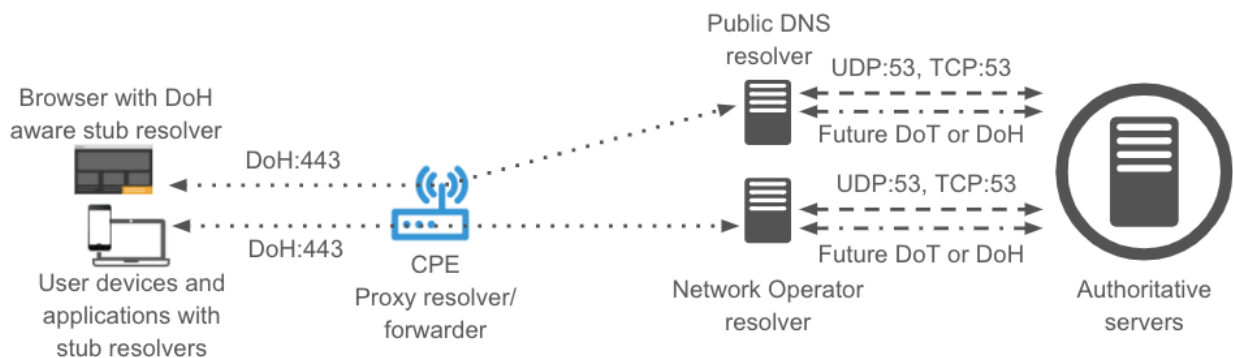 Public DNS
resolver
UDP:53, TCP:53
Future DoT or DoH
Browser with DoH
aware stub resolver
DoH:443
UDP:53, TCP:53
Future DoT or DoH
DoH:443
CPE
Proxy resolver/
forwarder
User devices and
applications with
stub resolvers
Network Operator
resolver
Authoritative
servers